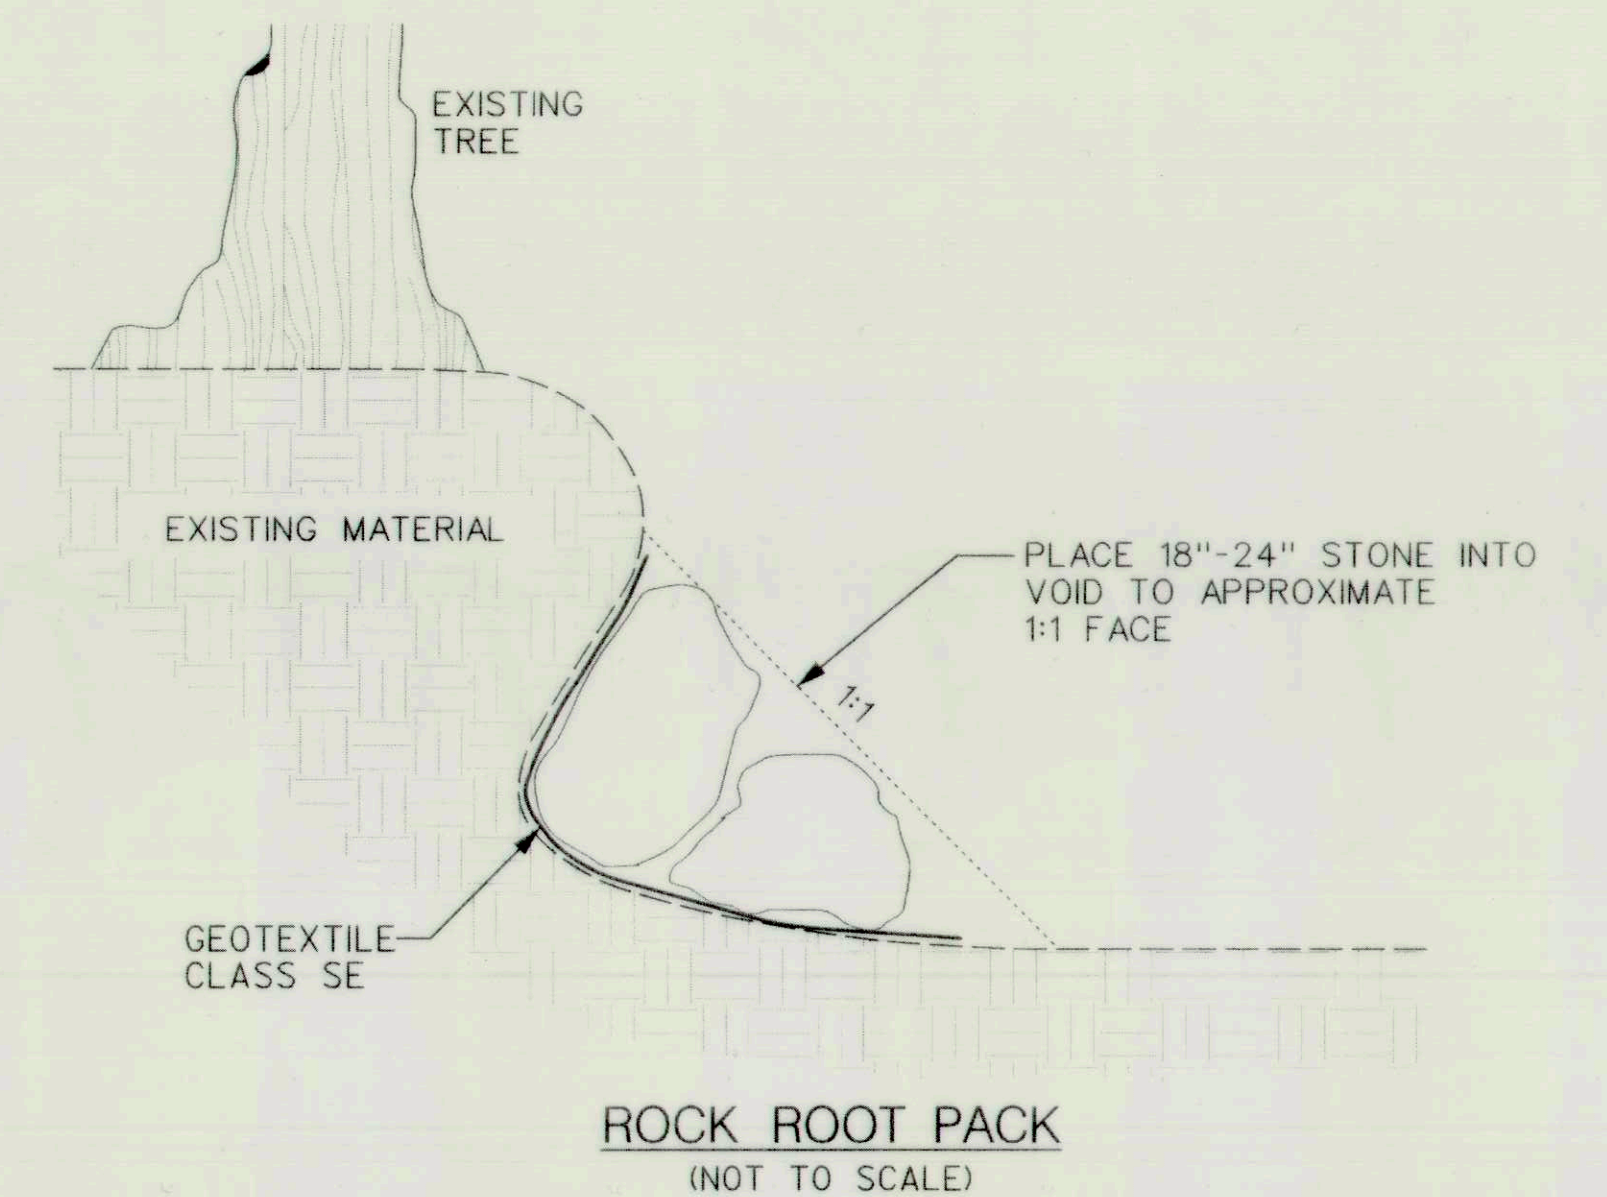 EXISTING
TREE
EXISTING MATERIAL
PLACE 18"-24" STONE INTO
VOID TO APPROXIMATE
1:1 FACE
1:1
GEOTEXTILE
CLASS SE
ROCK ROOT PACK
(NOT TO SCALE)